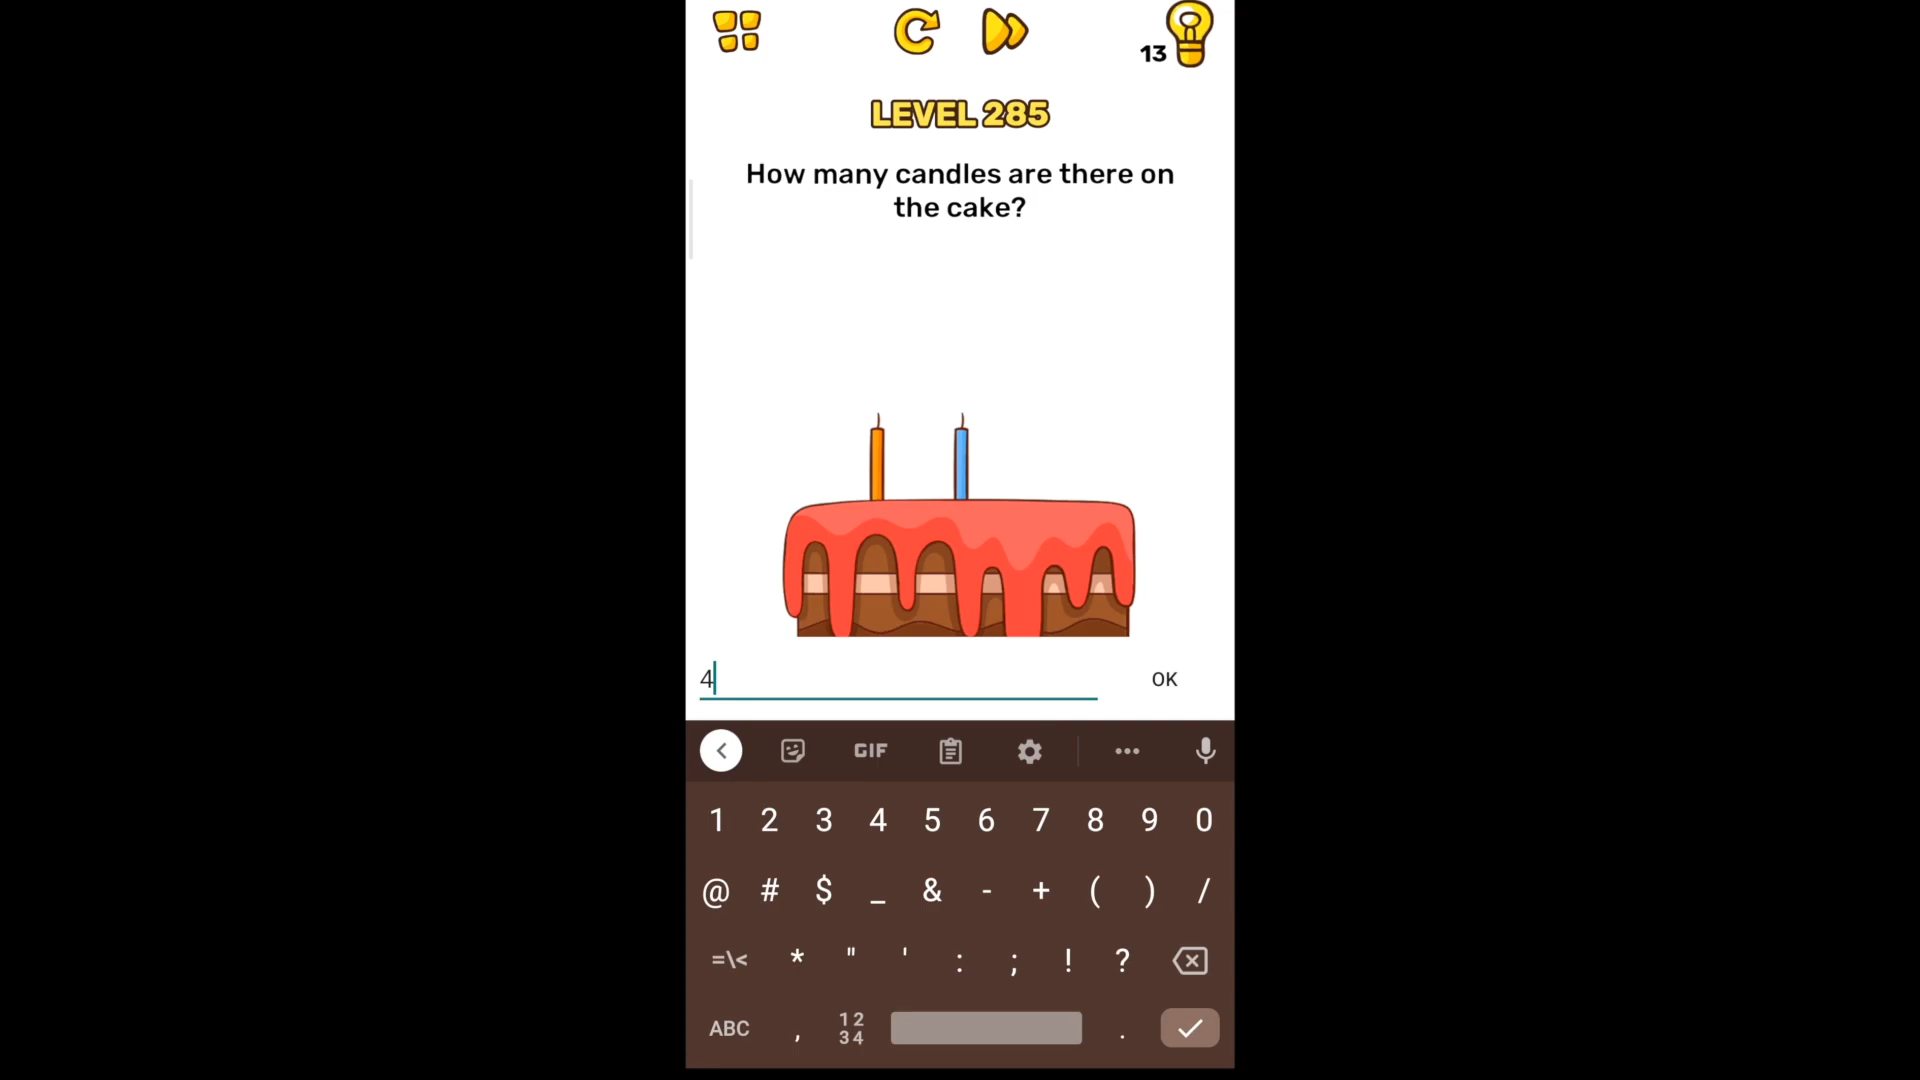 13
LEVEL 285
How many candles are there on
the cake?
4
OK
GIF
1 2 3 4 5 6 7 8 9 0
@ # $ _ & - + ( ) /
=\< * " ' : ; ! ?
ABC , 12 34 .